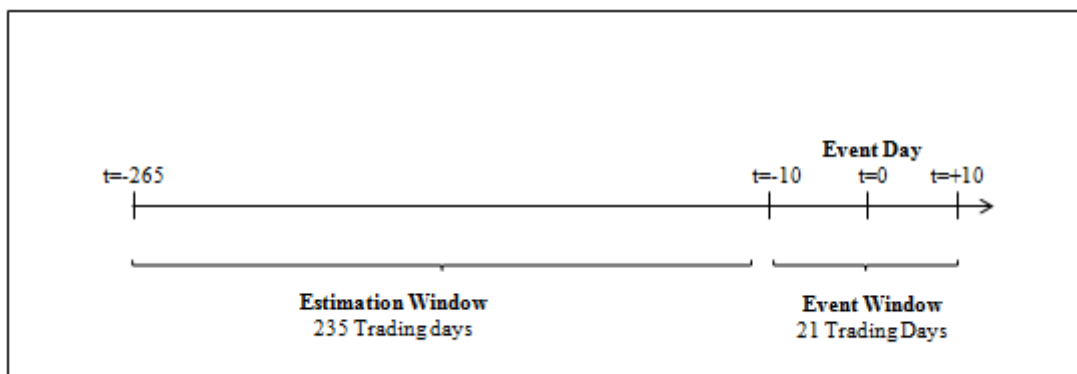 Event Day
t=-265
t=-10
t=0
t=+10
Estimation Window
235 Trading days
Event Window
21 Trading Days